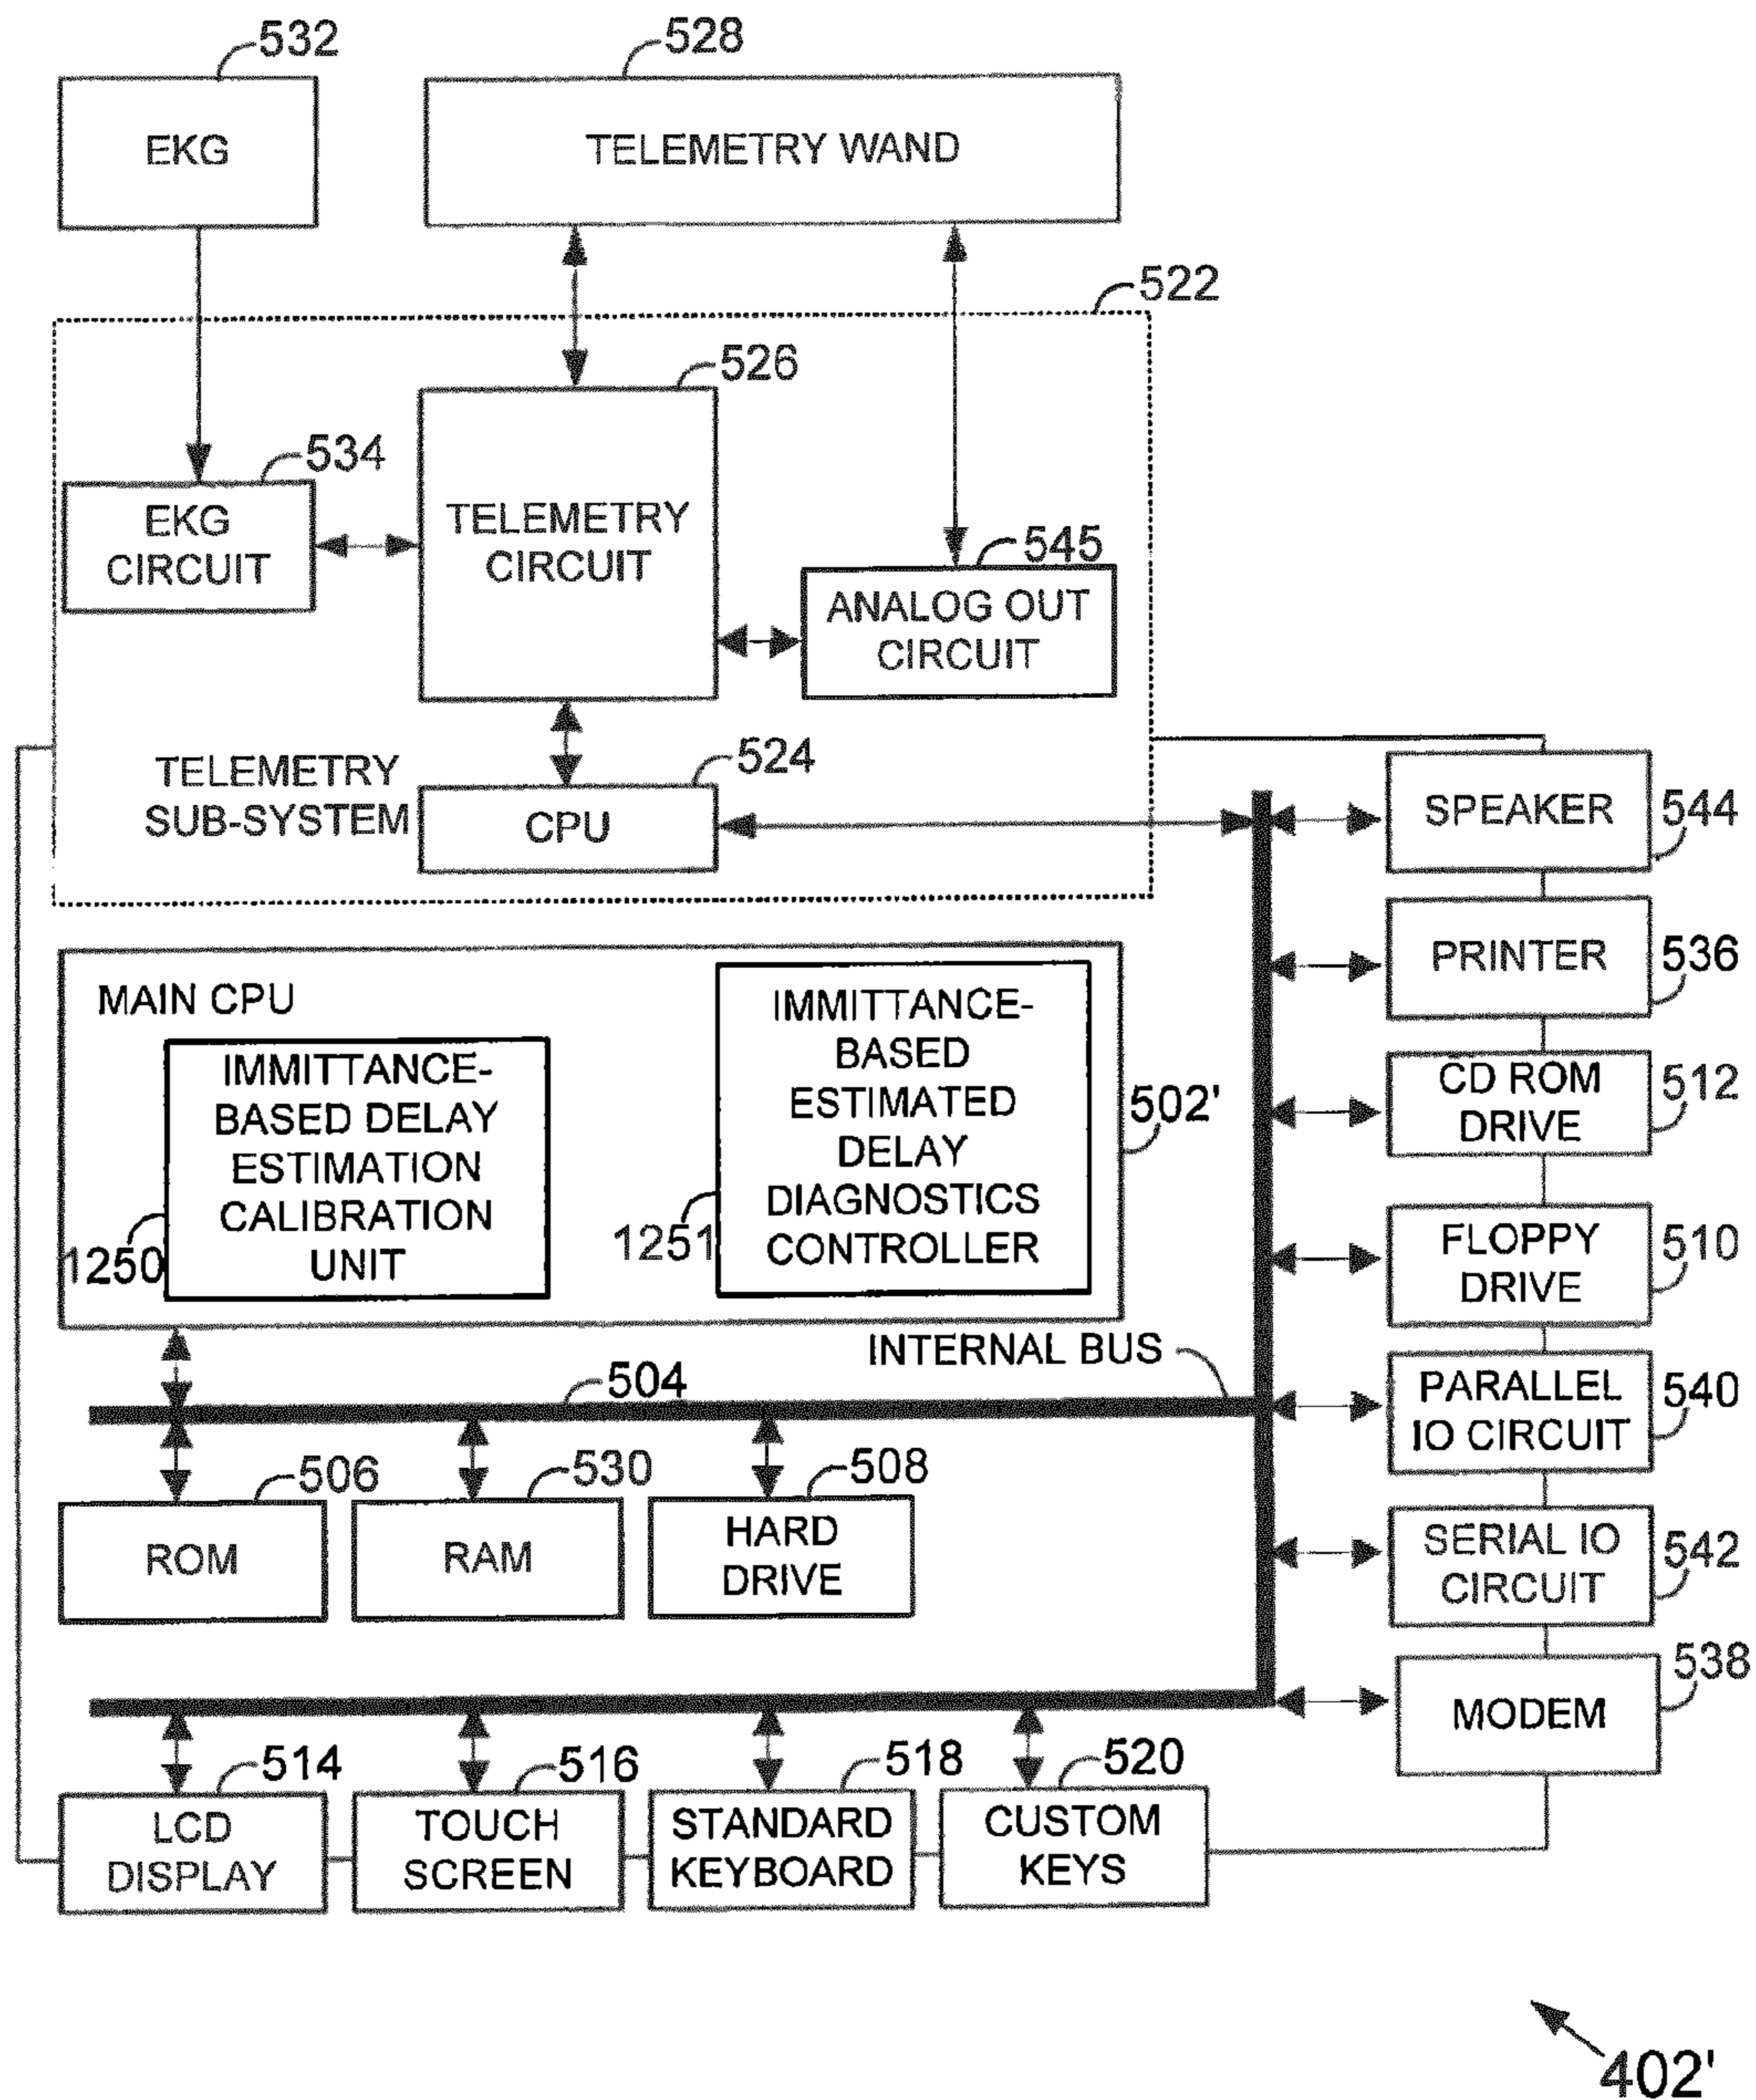 532
528
EKG
TELEMETRY WAND
522
526
534
TELEMETRY
CIRCUIT
EKG
CIRCUIT
545
ANALOG OUT
CIRCUIT
TELEMETRY
SUB-SYSTEM
524
CPU
SPEAKER
544
PRINTER
536
MAIN CPU
IMMITTANCE-
BASED DELAY
ESTIMATION
CALIBRATION
UNIT
1250
IMMITTANCE-
BASED
ESTIMATED
DELAY
DIAGNOSTICS
CONTROLLER
1251
502'
CD ROM
DRIVE
512
FLOPPY
DRIVE
510
INTERNAL BUS
504
PARALLEL
IO CIRCUIT
540
506
530
508
ROM
RAM
HARD
DRIVE
SERIAL IO
CIRCUIT
542
MODEM
538
514
516
518
520
LCD
DISPLAY
TOUCH
SCREEN
STANDARD
KEYBOARD
CUSTOM
KEYS
402'